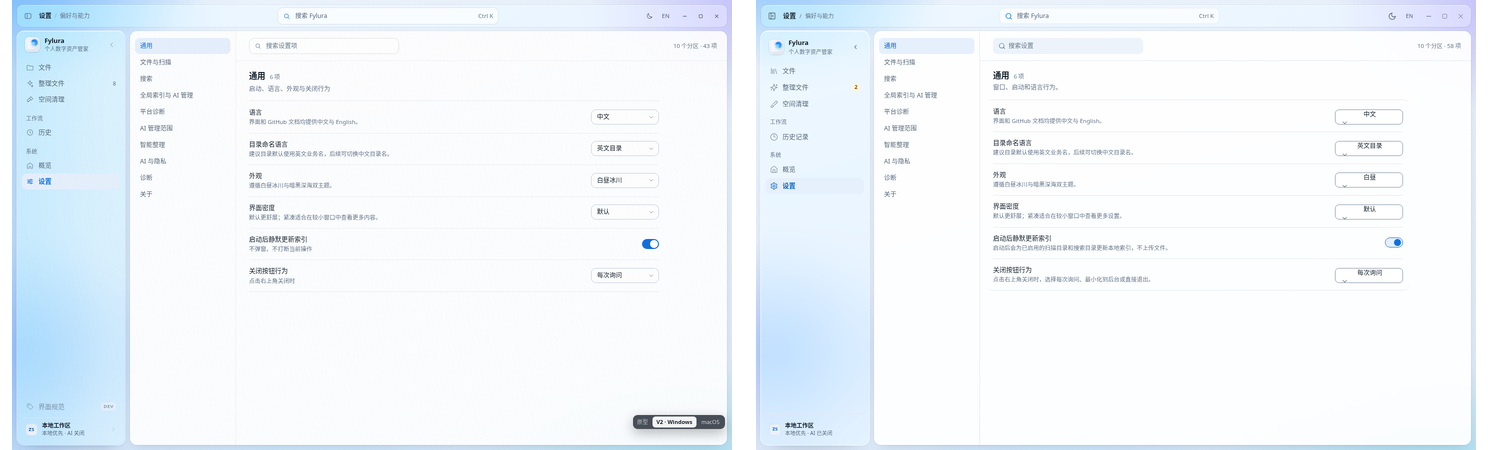 设置 / 偏好与能力
搜索 Fylura
Ctrl K
EN
Fylura
个人数字资产管家
文件
整理文件 8
空间清理
工作流
历史
系统
概览
设置
界面规范 DEV
ZS
本地工作区
本地优先 · AI 关闭
通用
文件与扫描
搜索
全局索引与 AI 管理
平台诊断
AI 管理范围
智能整理
AI 与隐私
诊断
关于
搜索设置项
10 个分区 · 43 项
通用 6 项
启动、语言、外观与关闭行为
语言
界面和 GitHub 文档均提供中文与 English。
中文
目录命名语言
建议目录默认使用英文业务名，后续可切换中文目录名。
英文目录
外观
遵循白昼冰川与暗黑深海双主题。
白昼冰川
界面密度
默认更舒展；紧凑适合在较小窗口中查看更多内容。
默认
启动后静默更新索引
不弹窗，不打断当前操作
关闭按钮行为
点击右上角关闭时
每次询问
原型 V2 · Windows macOS
设置 / 偏好与能力
搜索 Fylura
Ctrl K
EN
Fylura
个人数字资产管家
文件
整理文件 2
空间清理
工作流
历史记录
系统
概览
设置
ZS
本地工作区
本地优先 · AI 已关闭
通用
文件与扫描
搜索
全局索引与 AI 管理
平台诊断
AI 管理范围
智能整理
AI 与隐私
诊断
关于
搜索设置
10 个分区 · 58 项
通用 6 项
窗口、启动和语言行为。
语言
界面和 GitHub 文档均提供中文与 English。
中文
目录命名语言
建议目录默认使用英文业务名，后续可切换中文目录名。
英文目录
外观
遵循白昼冰川与暗黑深海双主题。
白昼
界面密度
默认更舒展；紧凑适合在较小窗口中查看更多设置。
默认
启动后静默更新索引
启动后会为已启用的扫描目录和搜索目录更新本地索引，不上传文件。
关闭按钮行为
点击右上角关闭时，选择每次询问、最小化到后台或直接退出。
每次询问